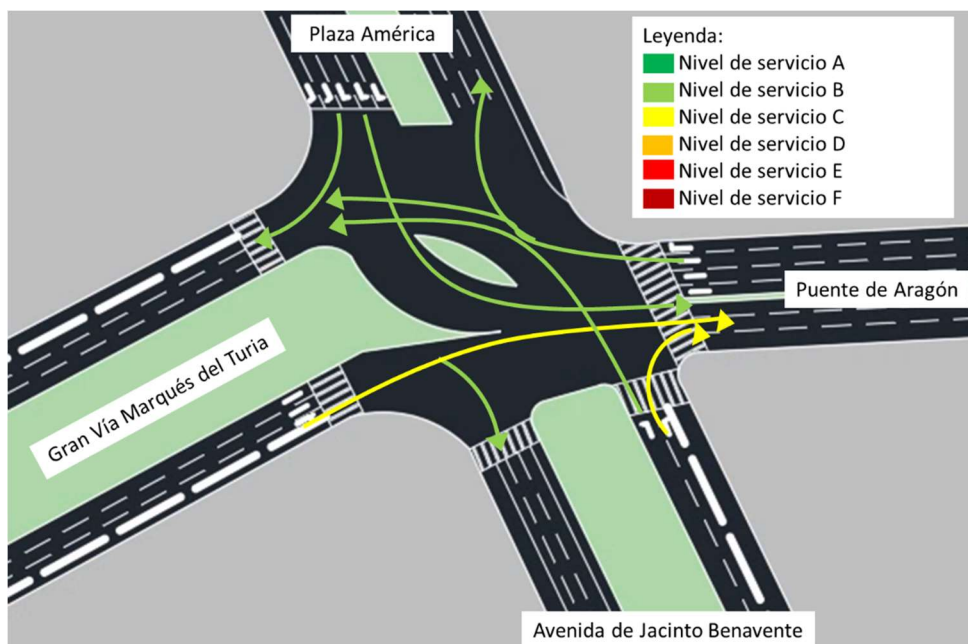 Plaza América
Leyenda:
Nivel de servicio A
Nivel de servicio B
Nivel de servicio C
Nivel de servicio D
Nivel de servicio E
Nivel de servicio F
Puente de Aragón
Gran Vía Marqués del Turia
Avenida de Jacinto Benavente